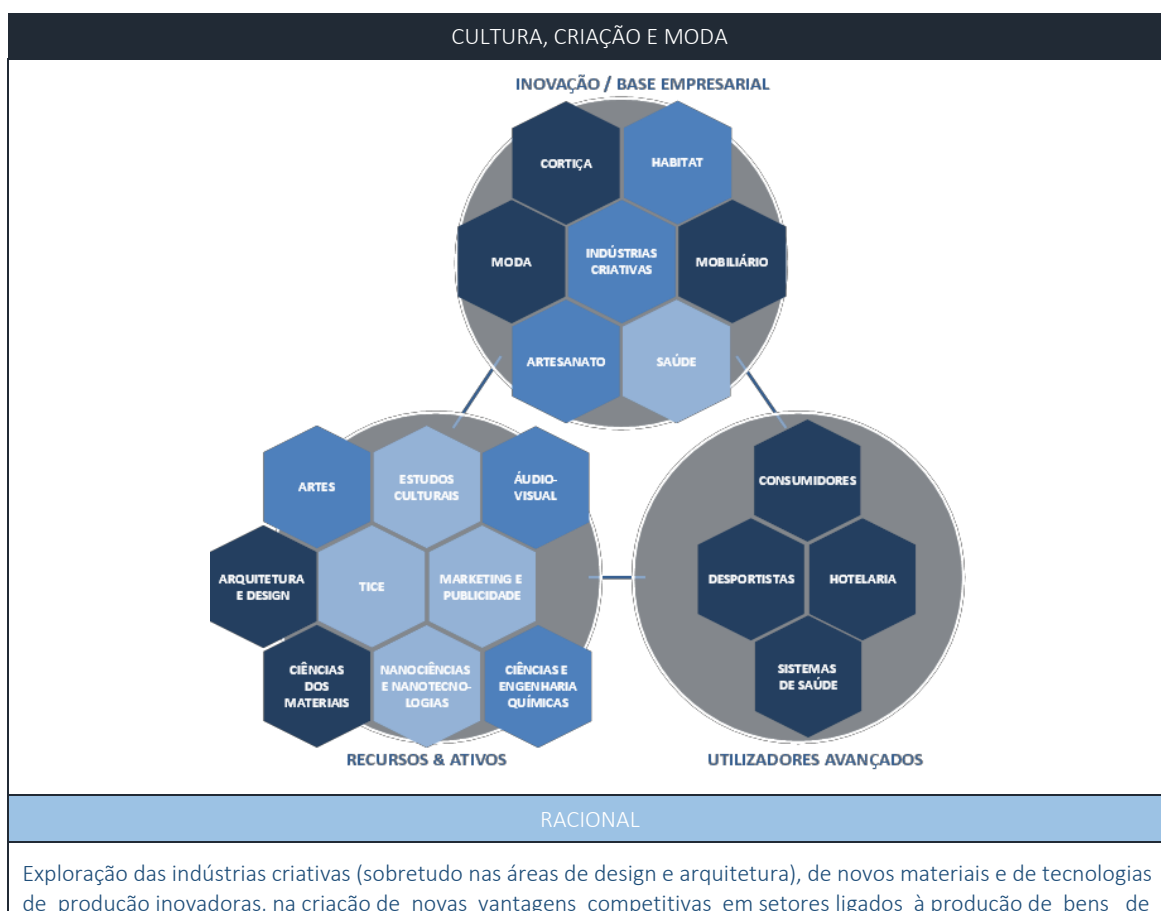 CULTURA, CRIAÇÃO E MODA
INOVAÇÃO / BASE EMPRESARIAL
CORTIÇA
HABITAT
MODA
INDÚSTRIAS
CRIATIVAS
MOBILIÁRIO
ARTESANATO
SAÚDE
ARTES
ESTUDOS
CULTURAIS
ÁUDIO-
VISUAL
ARQUITETURA
E DESIGN
TICE
MARKETING E
PUBLICIDADE
CIÊNCIAS
DOS
MATERIAIS
NANOCIÊNCIAS
E NANOTECNO-
LOGIAS
CIÊNCIAS E
ENGENHARIA
QUÍMICAS
RECURSOS & ATIVOS
CONSUMIDORES
DESPORTISTAS
HOTELARIA
SISTEMAS
DE SAÚDE
UTILIZADORES AVANÇADOS
RACIONAL
Exploração das indústrias criativas (sobretudo nas áreas de design e arquitetura), de novos materiais e de tecnologias
de produção inovadoras, na criação de novas vantagens competitivas em setores ligados à produção de bens de